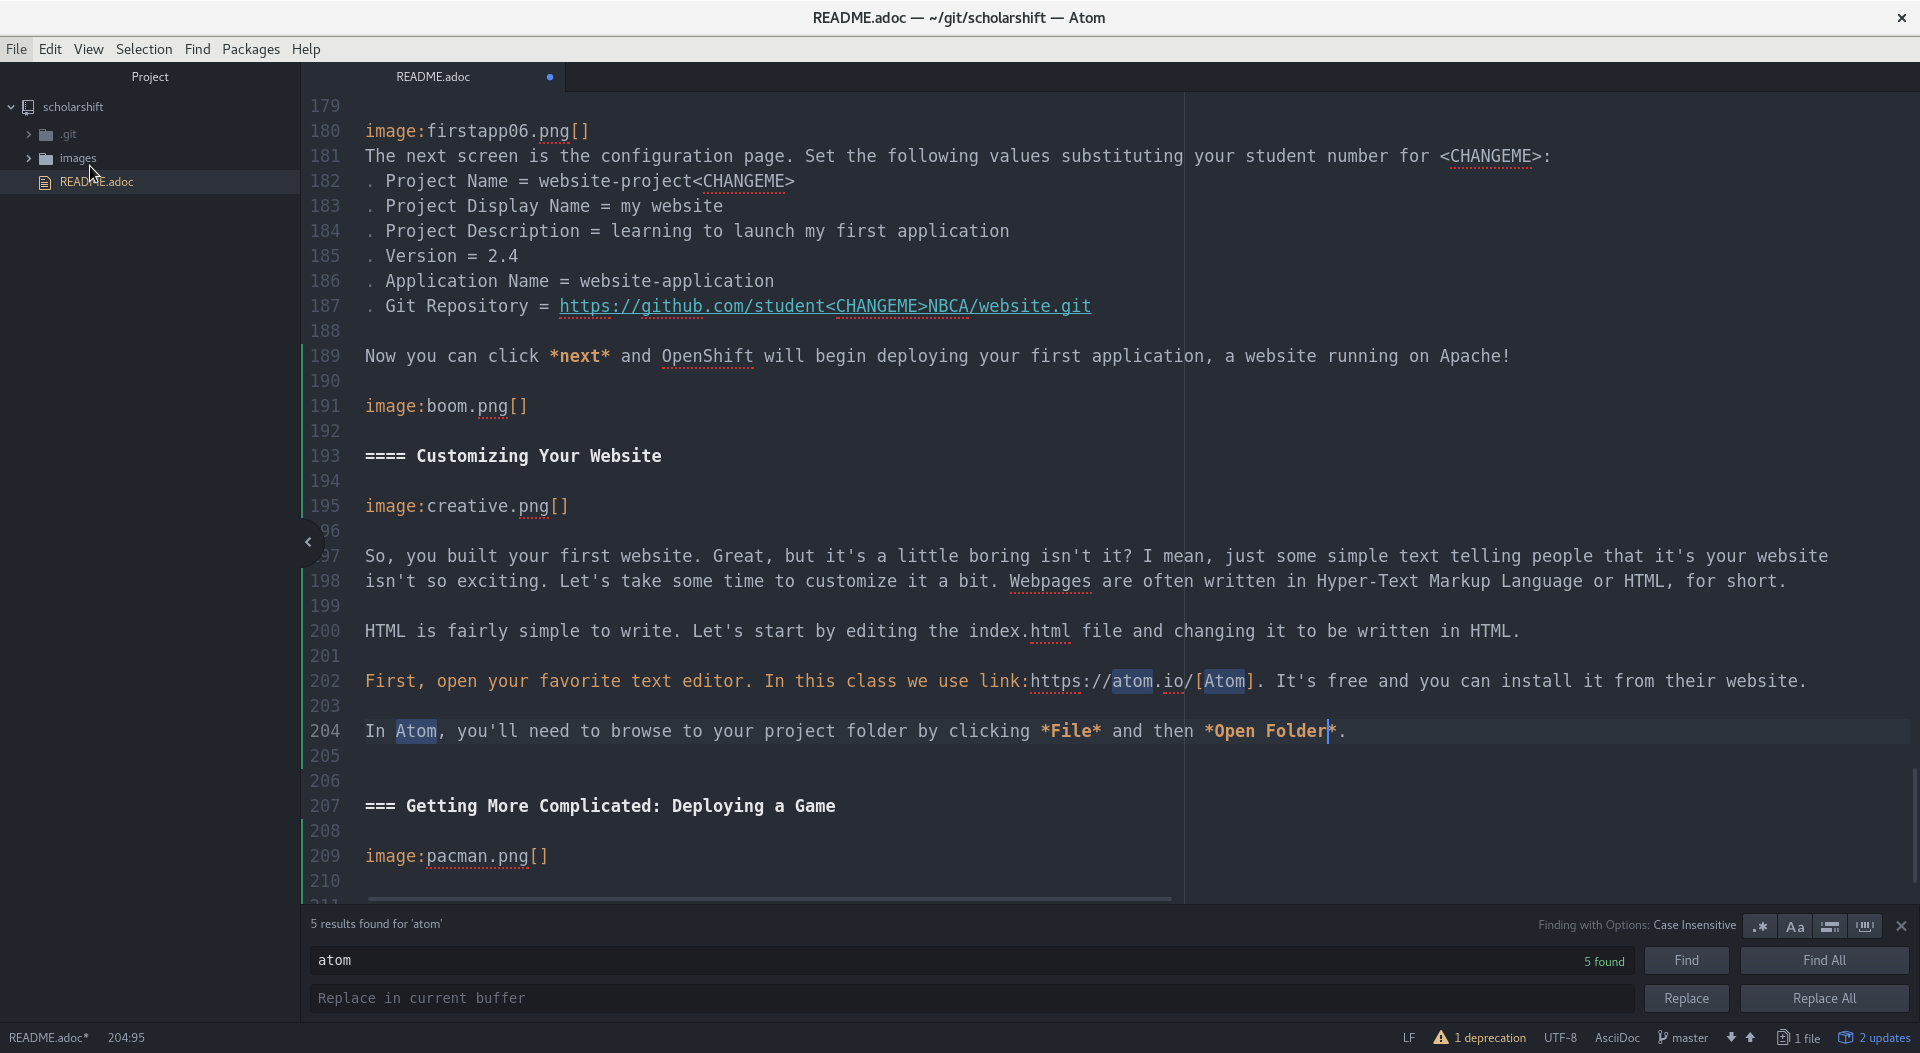 README.adoc — ~/git/scholarshift — Atom
File Edit View Selection Find Packages Help
Project
scholarshift
.git
images
README.adoc
README.adoc
179
180 image:firstapp06.png[]
181 The next screen is the configuration page. Set the following values substituting your student number for <CHANGEME>:
182 . Project Name = website-project<CHANGEME>
183 . Project Display Name = my website
184 . Project Description = learning to launch my first application
185 . Version = 2.4
186 . Application Name = website-application
187 . Git Repository = https://github.com/student<CHANGEME>NBCA/website.git
188
189 Now you can click *next* and OpenShift will begin deploying your first application, a website running on Apache!
190
191 image:boom.png[]
192
193 ==== Customizing Your Website
194
195 image:creative.png[]
96
97 So, you built your first website. Great, but it's a little boring isn't it? I mean, just some simple text telling people that it's your website
198 isn't so exciting. Let's take some time to customize it a bit. Webpages are often written in Hyper-Text Markup Language or HTML, for short.
199
200 HTML is fairly simple to write. Let's start by editing the index.html file and changing it to be written in HTML.
201
202 First, open your favorite text editor. In this class we use link:https://atom.io/[Atom]. It's free and you can install it from their website.
203
204 In Atom, you'll need to browse to your project folder by clicking *File* and then *Open Folder*.
205
206
207 === Getting More Complicated: Deploying a Game
208
209 image:pacman.png[]
210
211
5 results found for 'atom'
Finding with Options: Case Insensitive
.* Aa
atom
5 found
Find
Find All
Replace in current buffer
Replace
Replace All
README.adoc* 204:95
LF 1 deprecation UTF-8 AsciiDoc master 1 file 2 updates